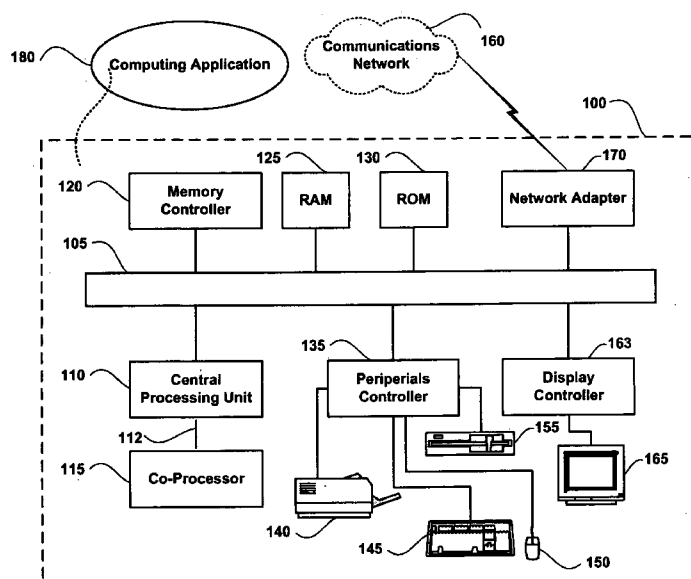 180
Computing Application
Communications
Network
160
100
125
130
170
120
Memory
Controller
RAM
ROM
Network Adapter
105
135
163
110
Central
Processing Unit
Periperials
Controller
Display
Controller
112
155
115
Co-Processor
165
140
145
150